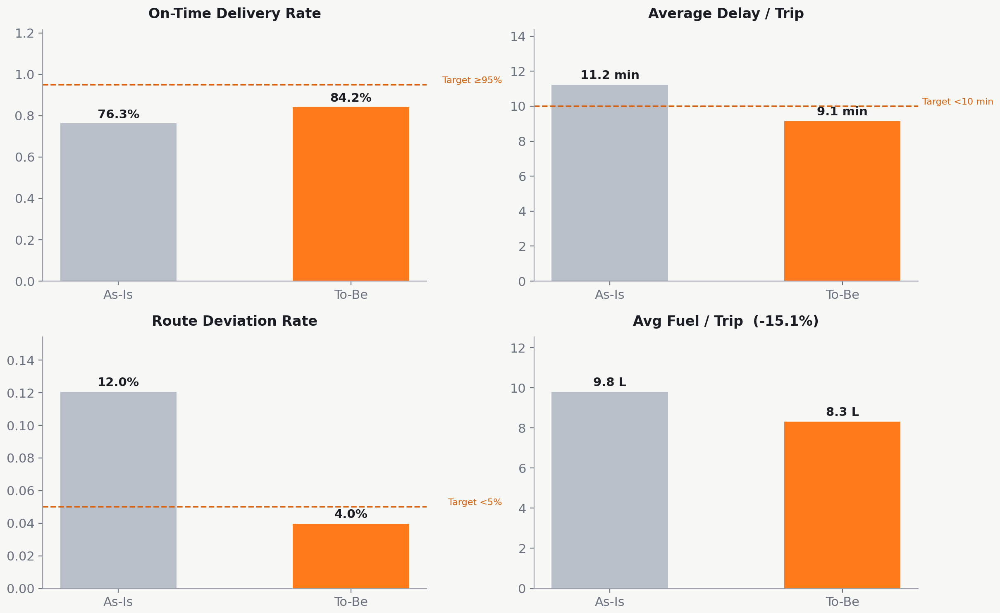 On-Time Delivery Rate
1.2
1.0
0.8
0.6
0.4
0.2
0.0
Target ≥95%
76.3%
84.2%
As-Is
To-Be
Average Delay / Trip
14
12
10
8
6
4
2
0
11.2 min
Target <10 min
9.1 min
As-Is
To-Be
Route Deviation Rate
0.14
0.12
0.10
0.08
0.06
0.04
0.02
0.00
12.0%
Target <5%
4.0%
As-Is
To-Be
Avg Fuel / Trip  (-15.1%)
12
10
8
6
4
2
0
9.8 L
8.3 L
As-Is
To-Be